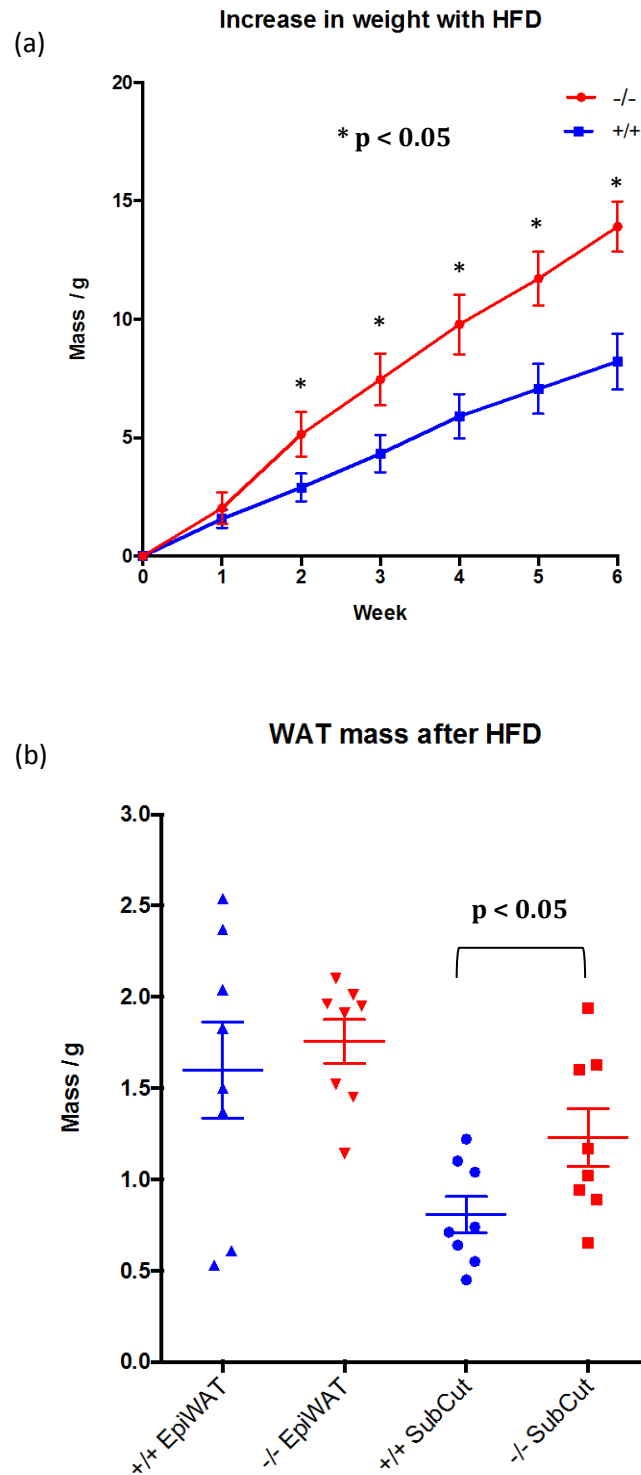 Increase in weight with HFD
(a)
20
-/-
+/+
* p < 0.05
*
15
*
*
*
10
*
5
0
Mass / g
0 1 2 3 4 5 6
Week
WAT mass after HFD
(b)
3.0
2.5
p < 0.05
2.0
1.5
1.0
0.5
0.0
Mass / g
+/+ EpiWAT
-/- EpiWAT
+/+ SubCut
-/- SubCut